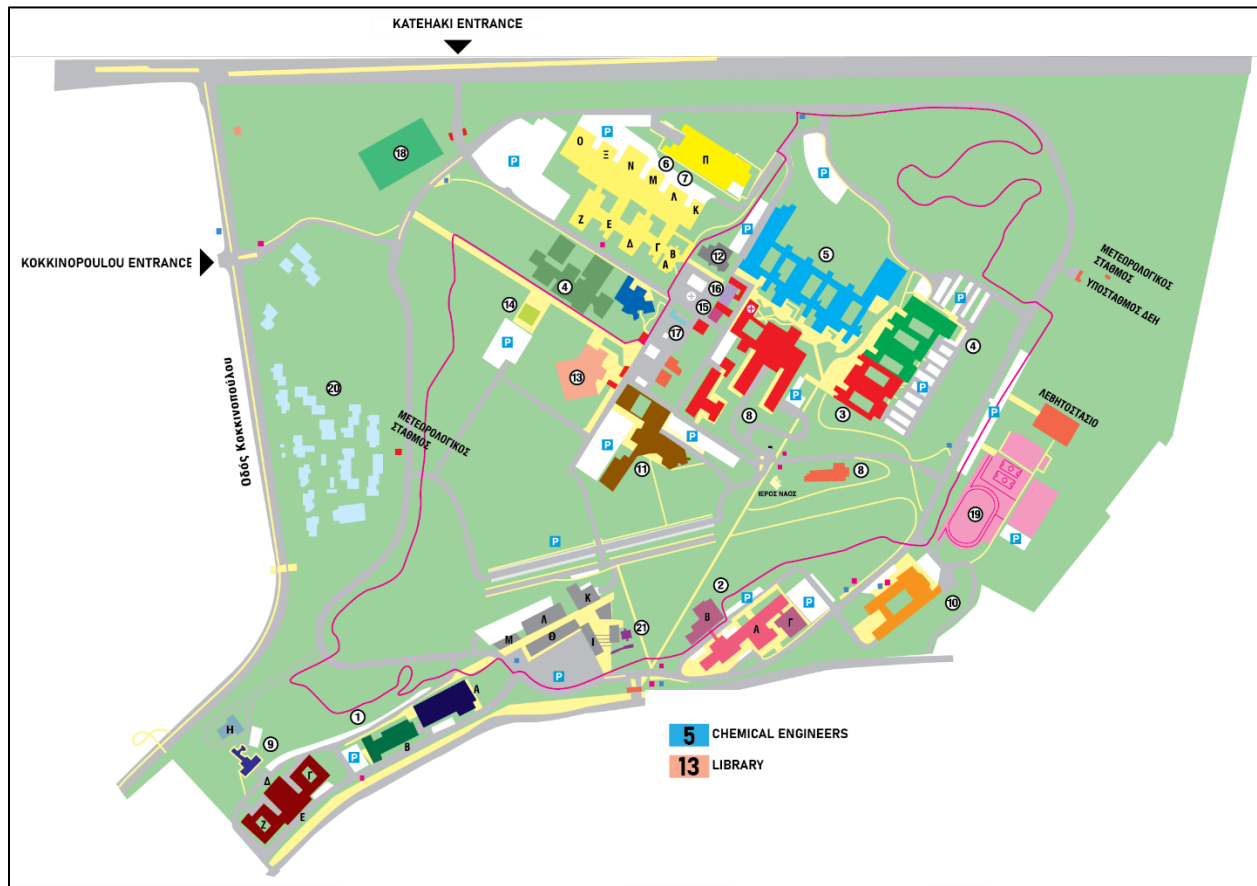 KATEHAKI ENTRANCE
18
P
P
Ο
Ξ
Ν
Μ
Λ
Κ
6
7
Π
Ζ
Ε
Δ
Γ
Β
Α
P
P
12
5
KOKKINOPOULOU ENTRANCE
ΜΕΤΕΩΡΟΛΟΓΙΚΟΣ
ΣΤΑΘΜΟΣ
ΥΠΟΣΤΑΘΜΟΣ ΔΕΗ
4
16
15
14
17
P
P
4
13
20
Οδός Κοκκινοπούλου
ΜΕΤΕΩΡΟΛΟΓΙΚΟΣ
ΣΤΑΘΜΟΣ
P
P
3
8
P
ΛΕΒΗΤΟΣΤΑΣΙΟ
P
P
11
8
ΙΕΡΟΣ ΝΑΟΣ
19
P
P
2
P
P
10
Κ
Λ
Μ
Θ
Ι
21
Β
Α
Γ
P
1
Α
Β
P
Η
9
Δ
Γ
Ζ
Ε
5 CHEMICAL ENGINEERS
13 LIBRARY